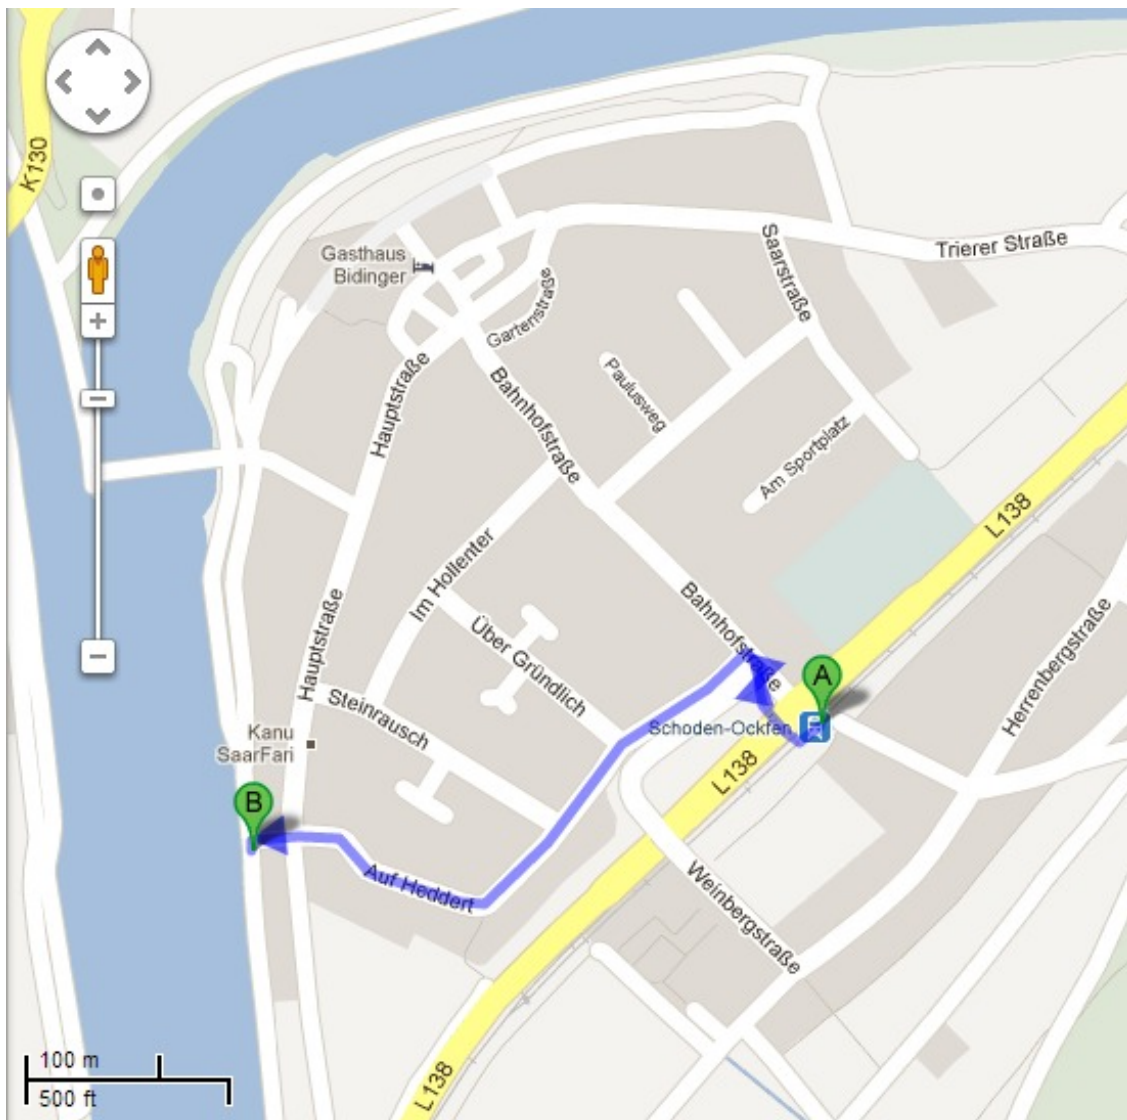 K130
Gasthaus
Bidinger
Gartenstraße
Saarstraße
Trierer Straße
Hauptstraße
Bahnhofstraße
Paulusweg
Am Sportplatz
L138
Im Hollenter
Bahnhofstraße
Über Gründlich
Hauptstraße
Steinrausch
Herrenbergstraße
A
Schoden-Ockfen
Kanu
SaarFari
L138
B
Auf Heddert
Weinbergstraße
100 m
500 ft
L138